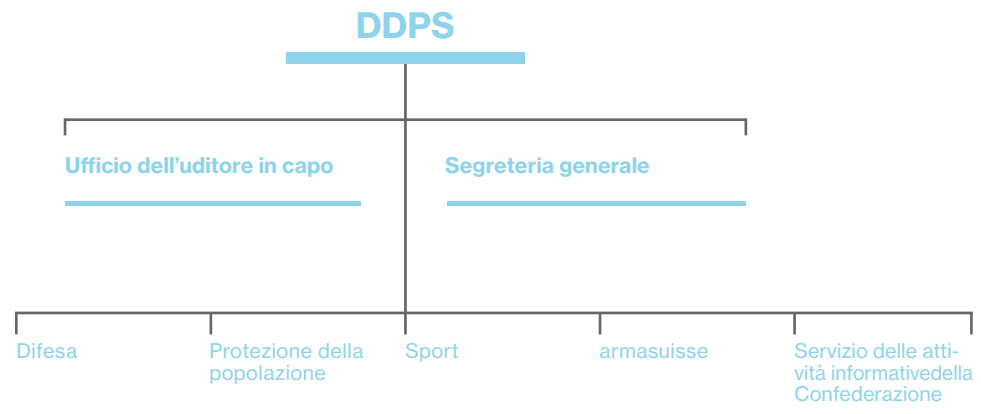 DDPS
Ufficio dell'uditore in capo
Segreteria generale
Difesa
Protezione della
popolazione
Sport
armasuisse
Servizio delle atti-
vità informativedella
Confederazione